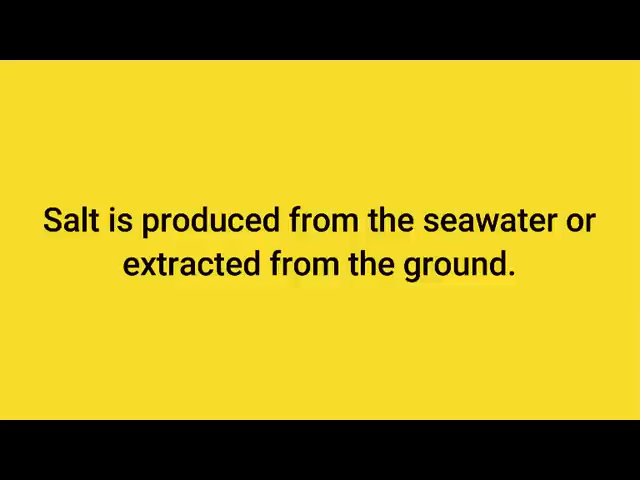 Salt is produced from the seawater or
extracted from the ground.